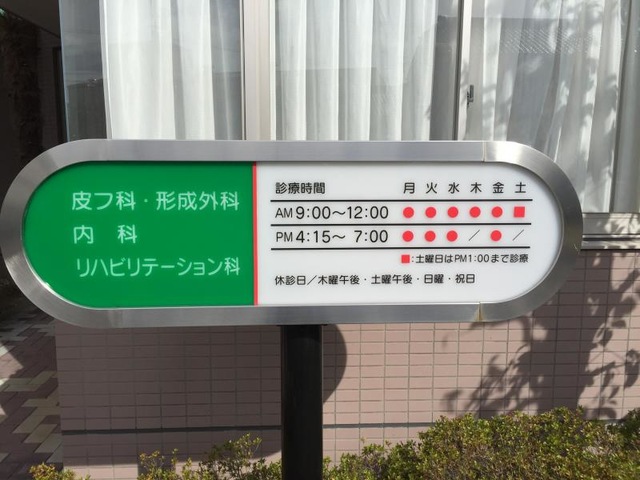 皮フ科・形成外科
内 科
リハビリテーション科
診療時間 月 火 水 木 金 土
AM 9:00〜12:00 ● ● ● ● ● ■
PM 4:15〜 7:00 ● ● ● ／ ● ／
■:土曜日はPM1:00まで診療
休診日／木曜午後・土曜午後・日曜・祝日